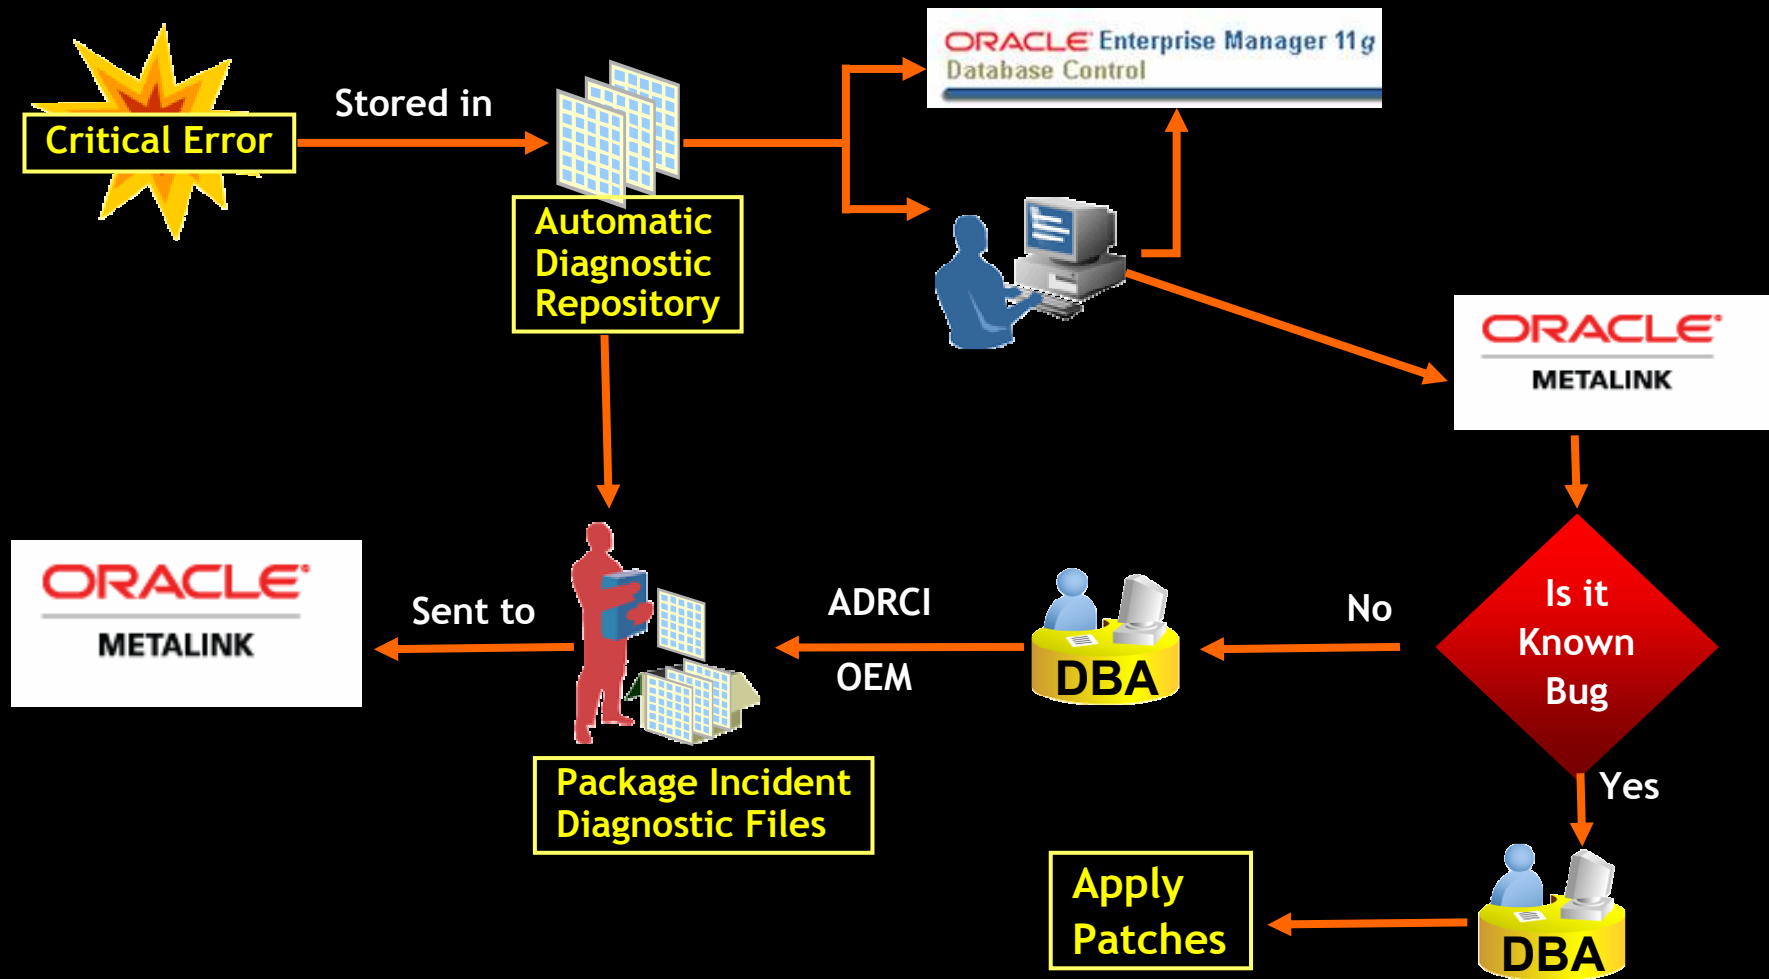 ORACLE Enterprise Manager 11g
Database Control
Stored in
Critical Error
Automatic
Diagnostic
Repository
ORACLE
METALINK
ORACLE
METALINK
Sent to
ADRCI
OEM
DBA
No
Is it
Known
Bug
Yes
Package Incident
Diagnostic Files
Apply
Patches
DBA